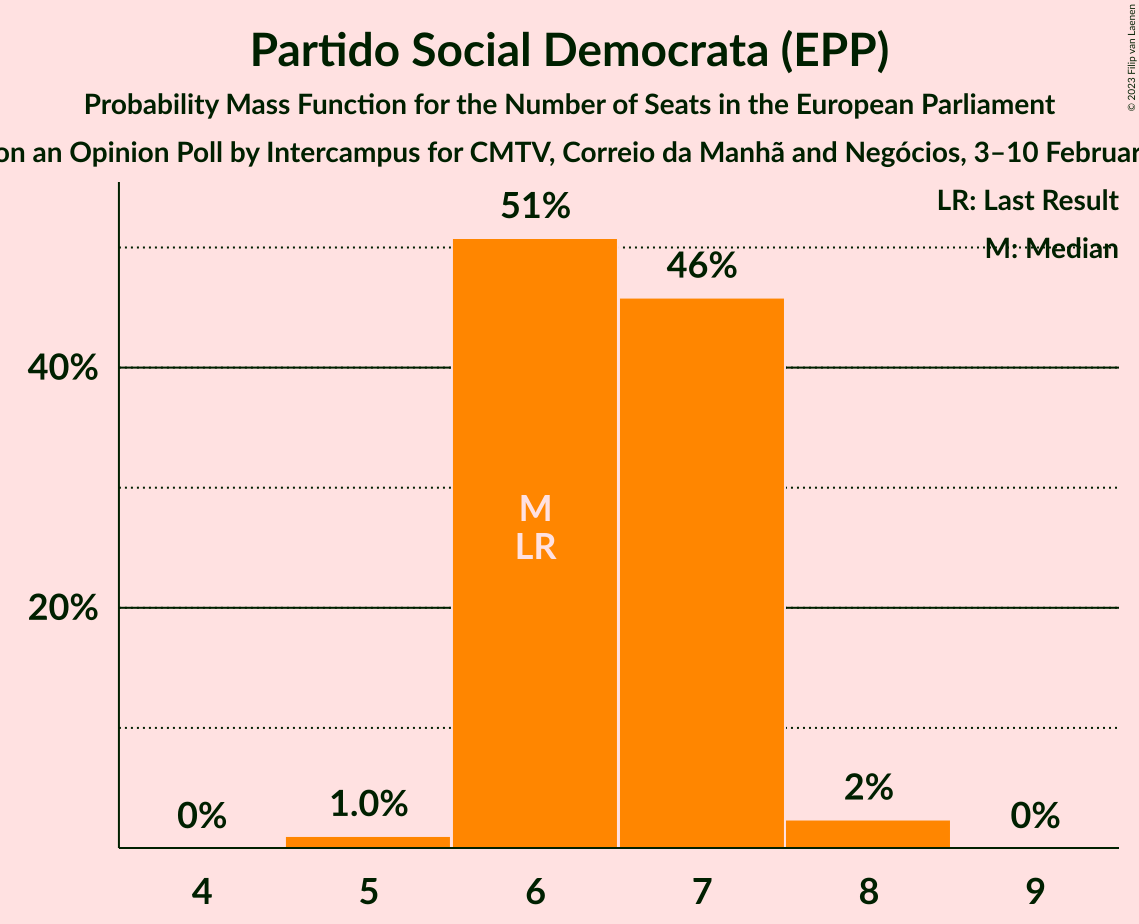 Partido Social Democrata (EPP)
Probability Mass Function for the Number of Seats in the European Parliament
on an Opinion Poll by Intercampus for CMTV, Correio da Manhã and Negócios, 3–10 Februar
© 2023 Filip van Laenen
LR: Last Result
M: Median
51%
46%
40%
M
LR
20%
0%
1.0%
2%
0%
4 5 6 7 8 9